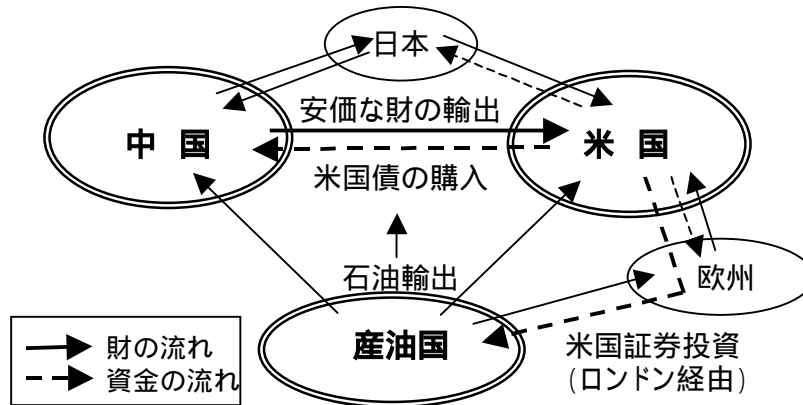 日本
安価な財の輸出
中 国
米 国
米国債の購入
石油輸出
欧州
産油国
米国証券投資
(ロンドン経由)
財の流れ
資金の流れ